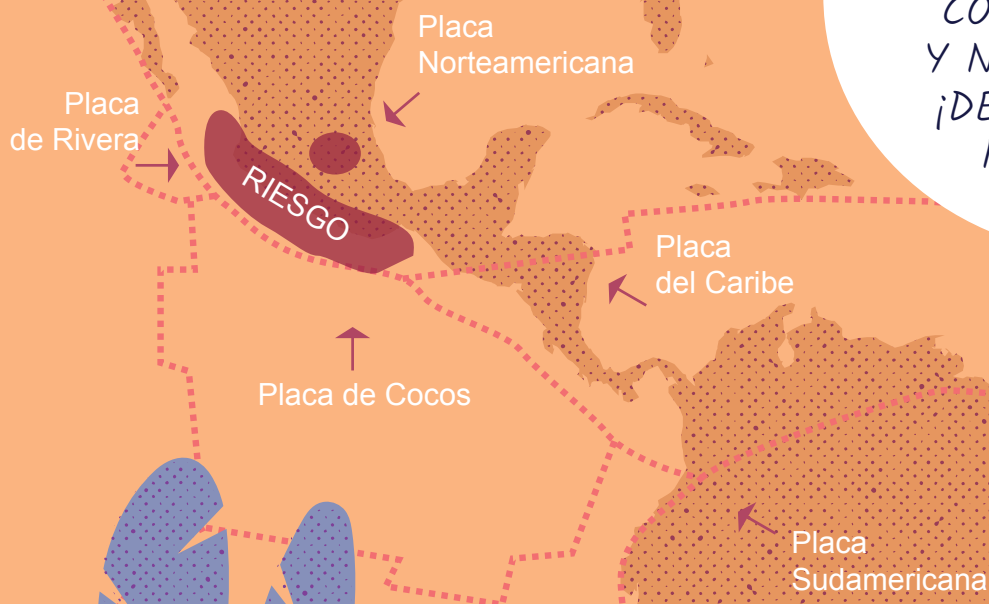 Placa
Norteamericana
Placa
de Rivera
RIESGO
Placa
del Caribe
Placa de Cocos
Placa
Sudamericana
Y